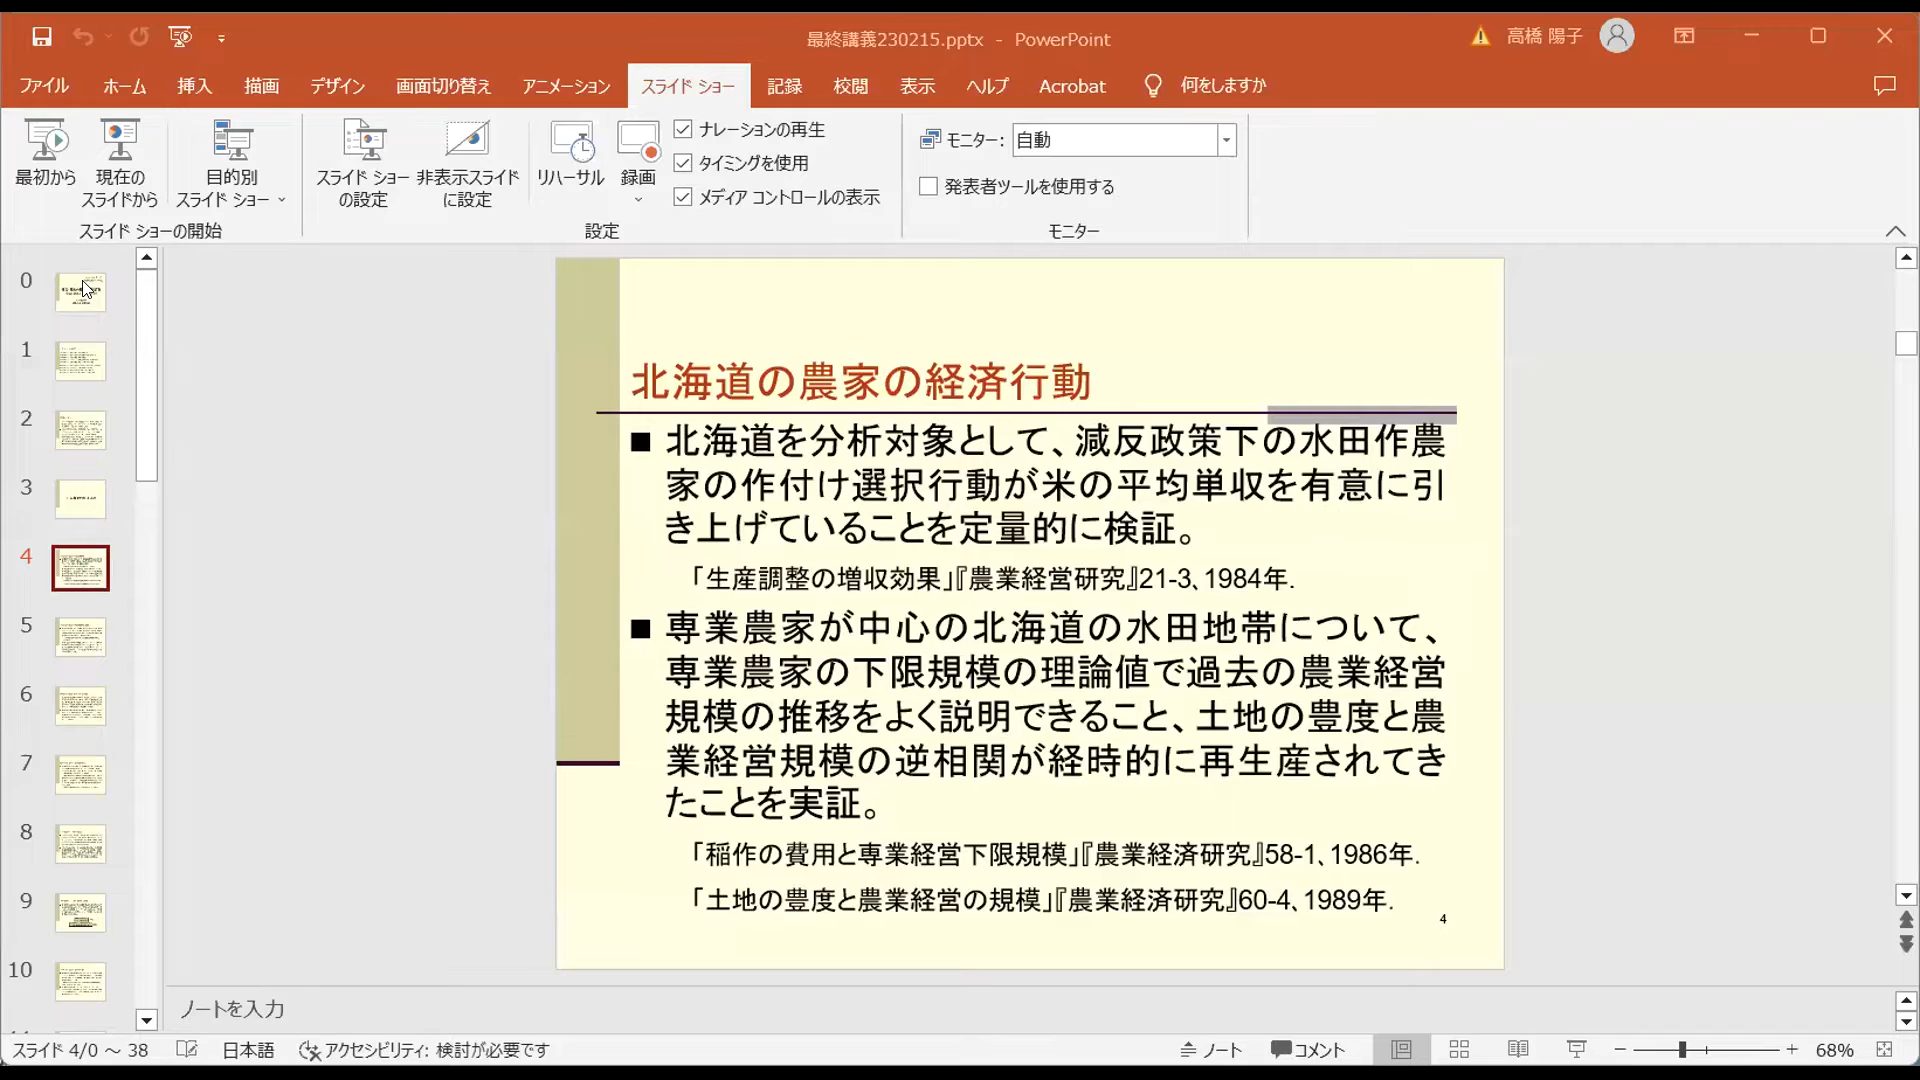 最終講義230215.pptx - PowerPoint
高橋 陽子
ファイル ホーム 挿入 描画 デザイン 画面切り替え アニメーション スライド ショー 記録 校閲 表示 ヘルプ Acrobat 何をしますか
最初から
現在の
スライドから
目的別
スライド ショー
スライド ショーの開始
スライド ショー
の設定
非表示スライド
に設定
リハーサル
録画
ナレーションの再生
タイミングを使用
メディア コントロールの表示
設定
モニター: 自動
発表者ツールを使用する
モニター
0
1
2
3
4
5
6
7
8
9
10
北海道の農家の経済行動
■ 北海道を分析対象として、減反政策下の水田作農
家の作付け選択行動が米の平均単収を有意に引
き上げていることを定量的に検証。
「生産調整の増収効果」『農業経営研究』21-3、1984年.
■ 専業農家が中心の北海道の水田地帯について、
専業農家の下限規模の理論値で過去の農業経営
規模の推移をよく説明できること、土地の豊度と農
業経営規模の逆相関が経時的に再生産されてき
たことを実証。
「稲作の費用と専業経営下限規模」『農業経済研究』58-1、1986年.
「土地の豊度と農業経営の規模」『農業経済研究』60-4、1989年.
4
ノートを入力
スライド 4/0 ～ 38 日本語 アクセシビリティ: 検討が必要です ノート コメント 68%